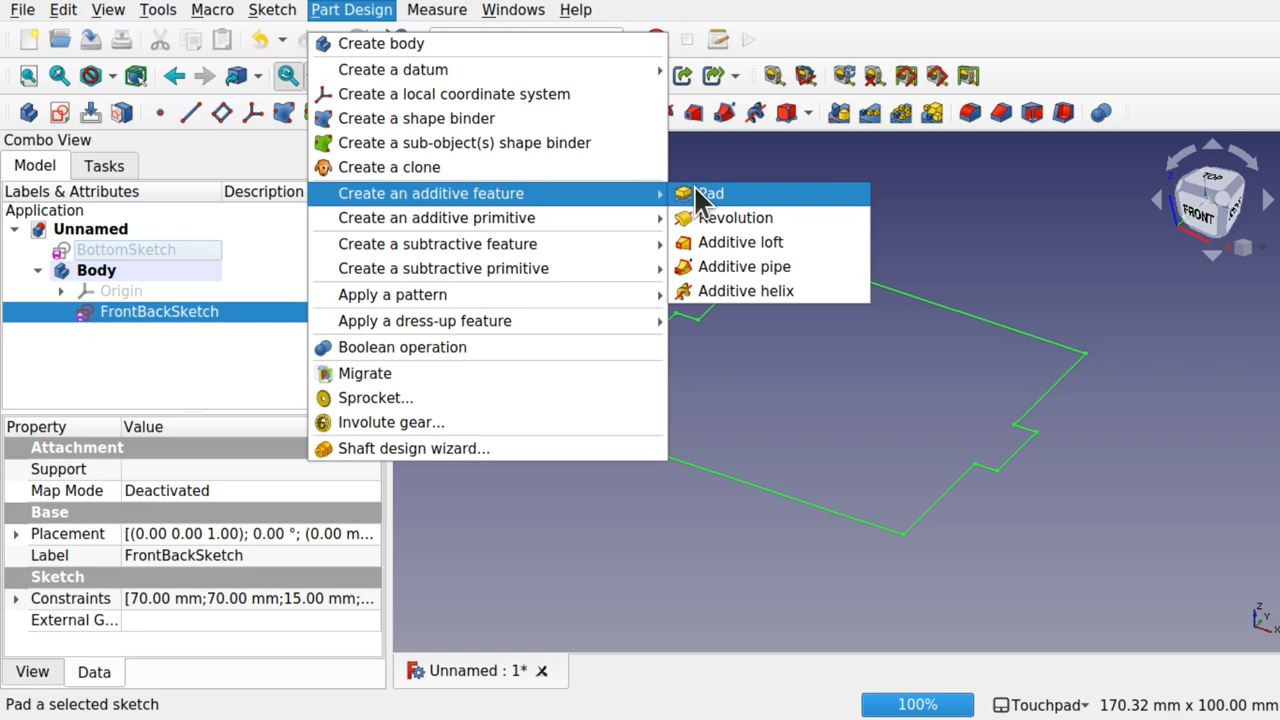 File Edit View Tools Macro Sketch Part Design Measure Windows Help
Create body
Create a datum
Create a local coordinate system
Create a shape binder
Create a sub-object(s) shape binder
Create a clone
Create an additive feature
Create an additive primitive
Create a subtractive feature
Create a subtractive primitive
Apply a pattern
Apply a dress-up feature
Boolean operation
Migrate
Sprocket...
Involute gear...
Shaft design wizard...
Pad
Revolution
Additive loft
Additive pipe
Additive helix
Combo View
Model Tasks
Labels & Attributes Description
Application
Unnamed
BottomSketch
Body
Origin
FrontBackSketch
Property Value
Attachment
Support
Map Mode Deactivated
Base
Placement [(0.00 0.00 1.00); 0.00 °; (0.00 m...
Label FrontBackSketch
Sketch
Constraints [70.00 mm;70.00 mm;15.00 mm;...
External G...
View Data
TOP
FRONT
Z
Z
Y
X
Unnamed : 1*
Pad a selected sketch
100%
Touchpad
170.32 mm x 100.00 mm